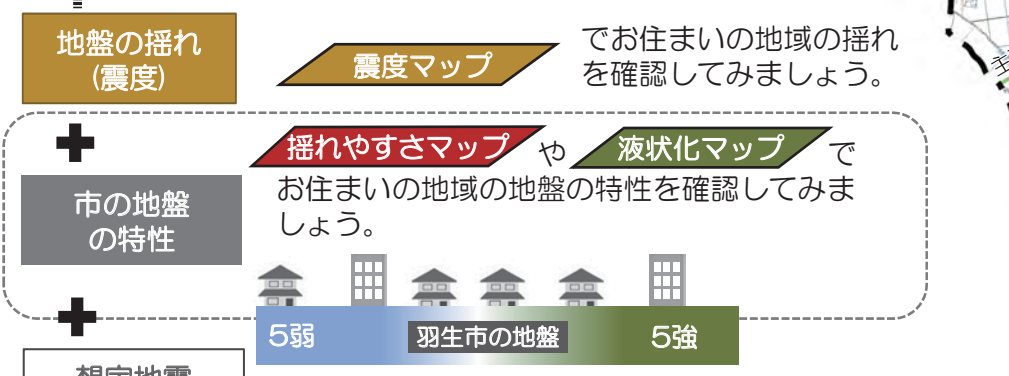 地盤の揺れ
(震度)
震度マップ
でお住まいの地域の揺れ
を確認してみましょう。
揺れやすさマップ や 液状化マップ で
お住まいの地域の地盤の特性を確認してみま
しょう。
市の地盤
の特性
5弱 羽生市の地盤 5強
想定地震